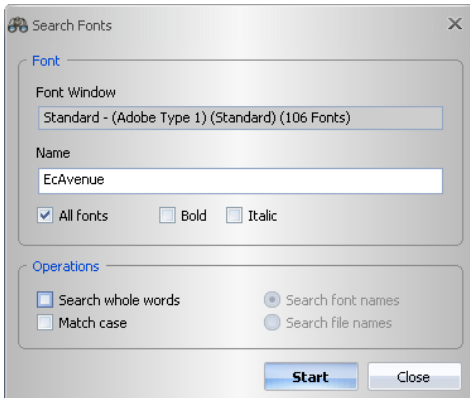 Search Fonts
Font
Font Window
Standard - (Adobe Type 1) (Standard) (106 Fonts)
Name
EcAvenue
All fonts Bold Italic
Operations
Search whole words Search font names
Match case Search file names
Start Close